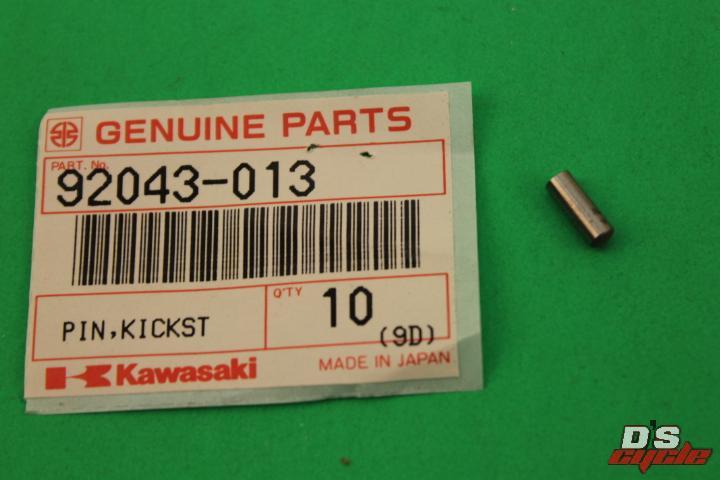 GENUINE PARTS
PART. No.
92043-013
PIN,KICKST
Q'TY
10
(9D)
Kawasaki
MADE IN JAPAN
D'S
cycle